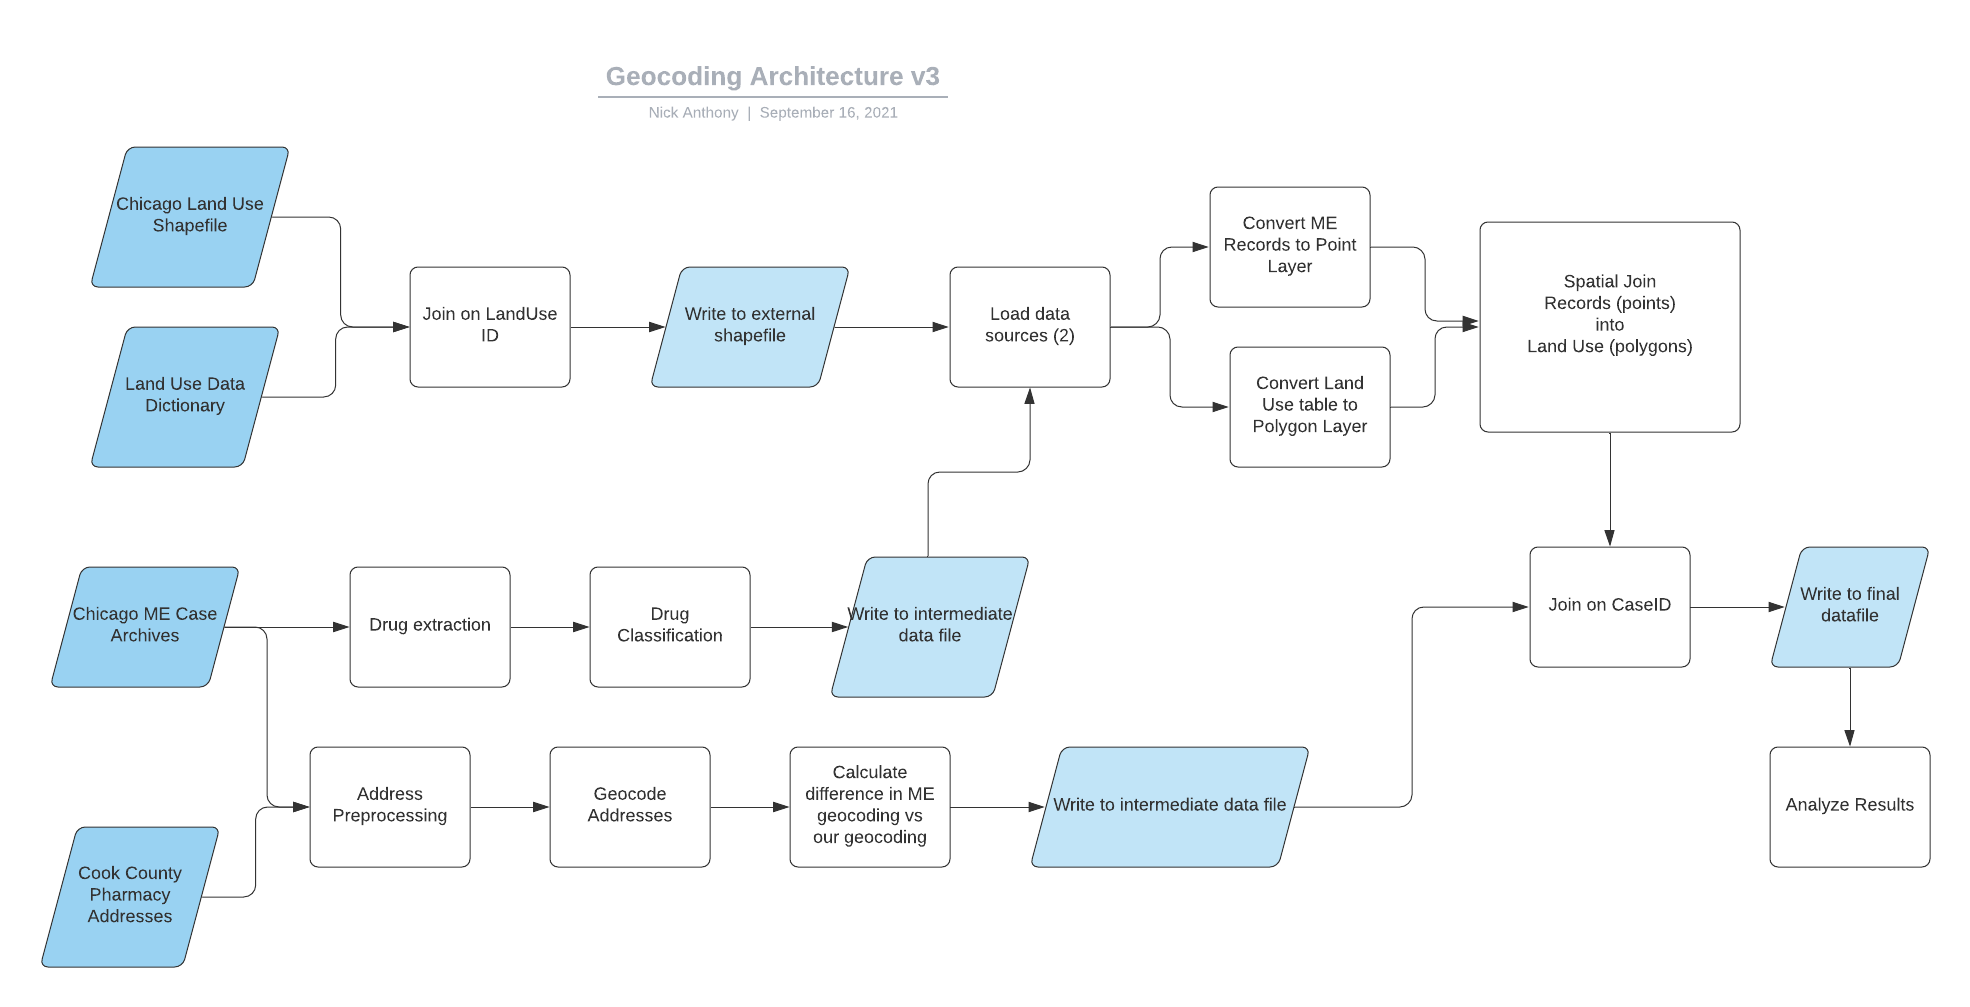 Geocoding Architecture v3
Nick Anthony | September 16, 2021
Chicago Land Use
Shapefile
Land Use Data
Dictionary
Join on LandUse
ID
Write to external
shapefile
Load data
sources (2)
Convert ME
Records to Point
Layer
Convert Land
Use table to
Polygon Layer
Spatial Join
Records (points)
into
Land Use (polygons)
Chicago ME Case
Archives
Drug extraction
Drug
Classification
Write to intermediate
data file
Join on CaseID
Write to final
datafile
Cook County
Pharmacy
Addresses
Address
Preprocessing
Geocode
Addresses
Calculate
difference in ME
geocoding vs
our geocoding
Write to intermediate data file
Analyze Results